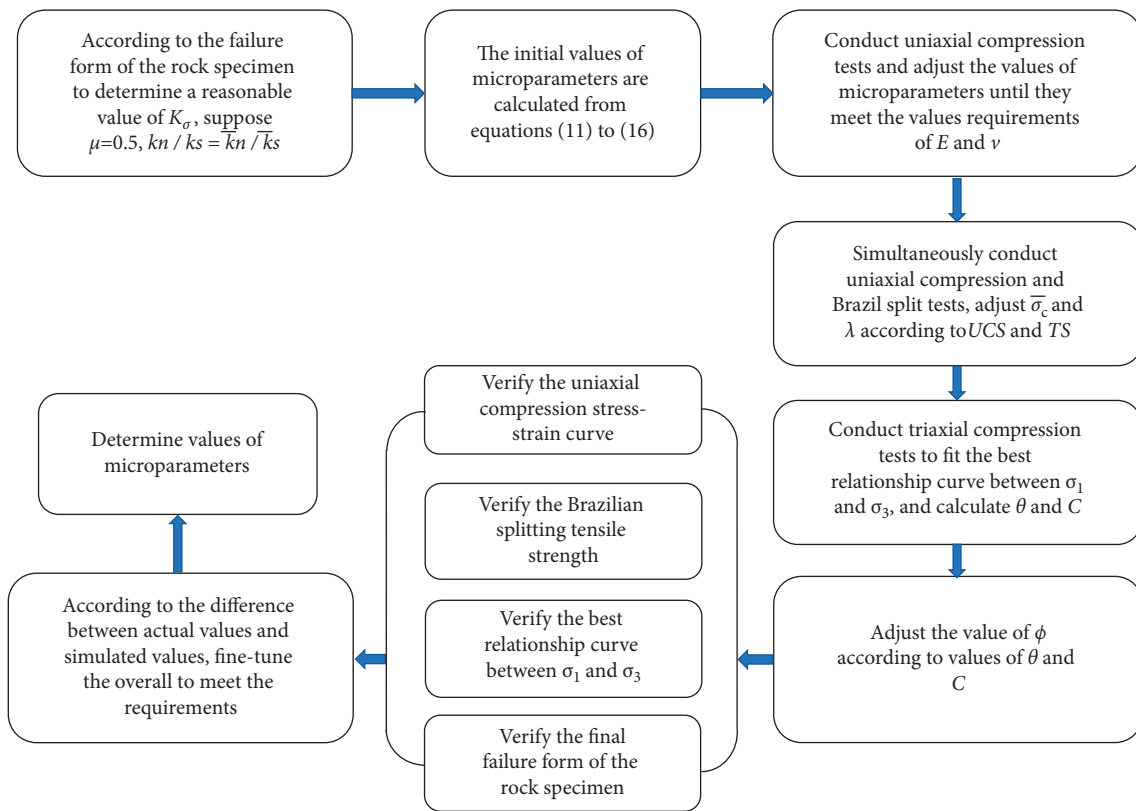 According to the failure
form of the rock specimen
to determine a reasonable
value of Kσ, suppose
μ=0.5, kn / ks = k̅n / k̅s
The initial values of
microparameters are
calculated from
equations (11) to (16)
Conduct uniaxial compression
tests and adjust the values of
microparameters until they
meet the values requirements
of E and ν
Simultaneously conduct
uniaxial compression and
Brazil split tests, adjust σ̅c and
λ according toUCS and TS
Conduct triaxial compression
tests to fit the best
relationship curve between σ1
and σ3, and calculate θ and C
Adjust the value of ϕ
according to values of θ and
C
Verify the uniaxial
compression stress-
strain curve
Verify the Brazilian
splitting tensile
strength
Verify the best
relationship curve
between σ1 and σ3
Verify the final
failure form of the
rock specimen
According to the difference
between actual values and
simulated values, fine-tune
the overall to meet the
requirements
Determine values of
microparameters